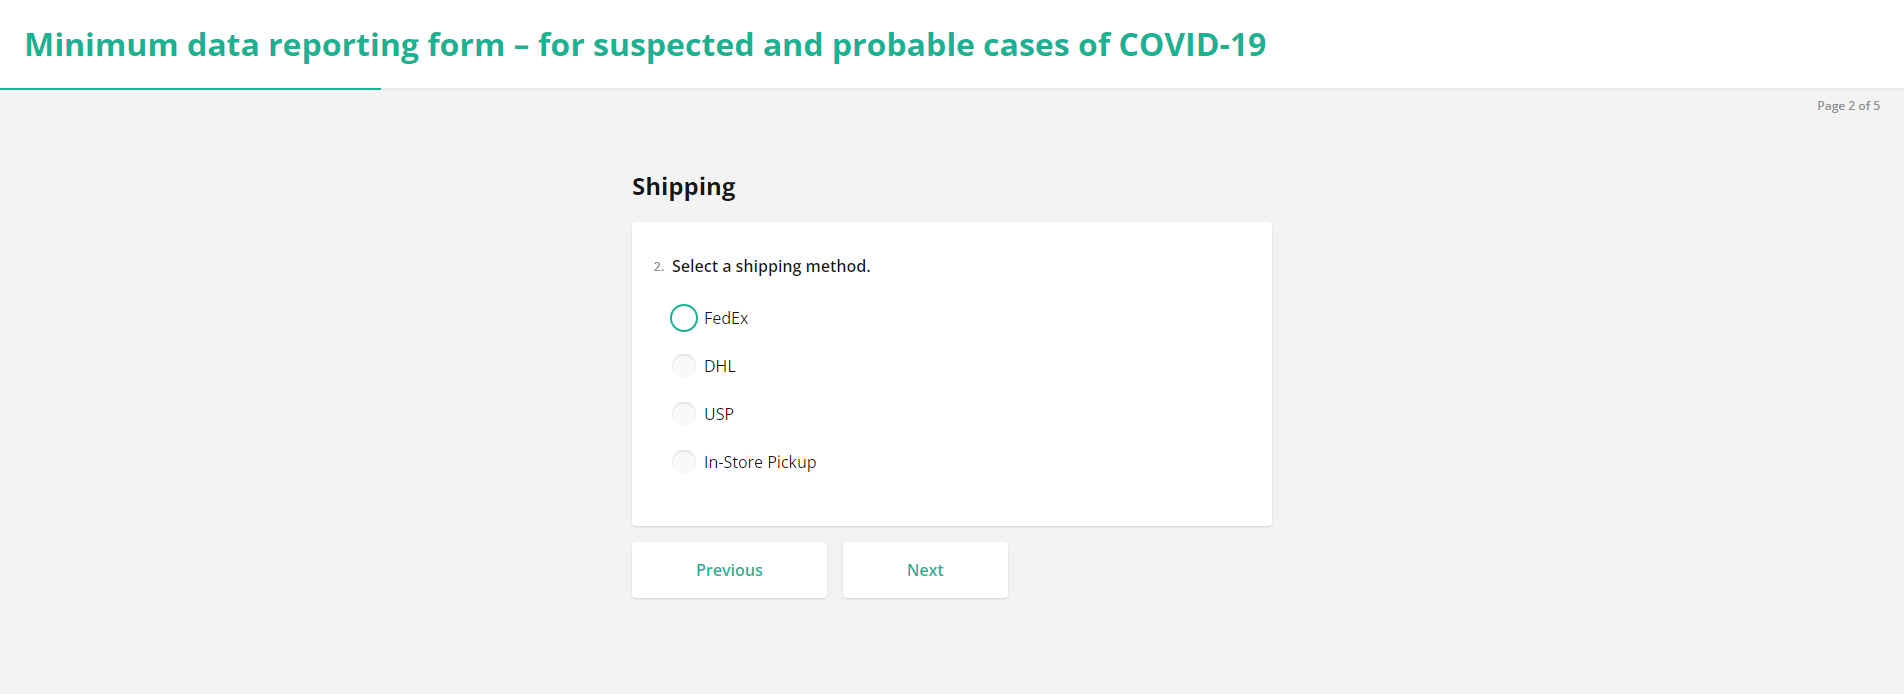 Minimum data reporting form – for suspected and probable cases of COVID-19
Page 2 of 5
Shipping
2. Select a shipping method.
FedEx
DHL
USP
In-Store Pickup
Previous
Next